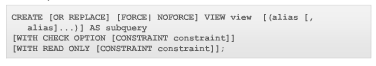 CREATE [OR REPLACE] [FORCE| NOFORCE] VIEW view [(alias [,
alias]...)] AS subquery
[WITH CHECK OPTION [CONSTRAINT constraint]]
[WITH READ ONLY [CONSTRAINT constraint]];